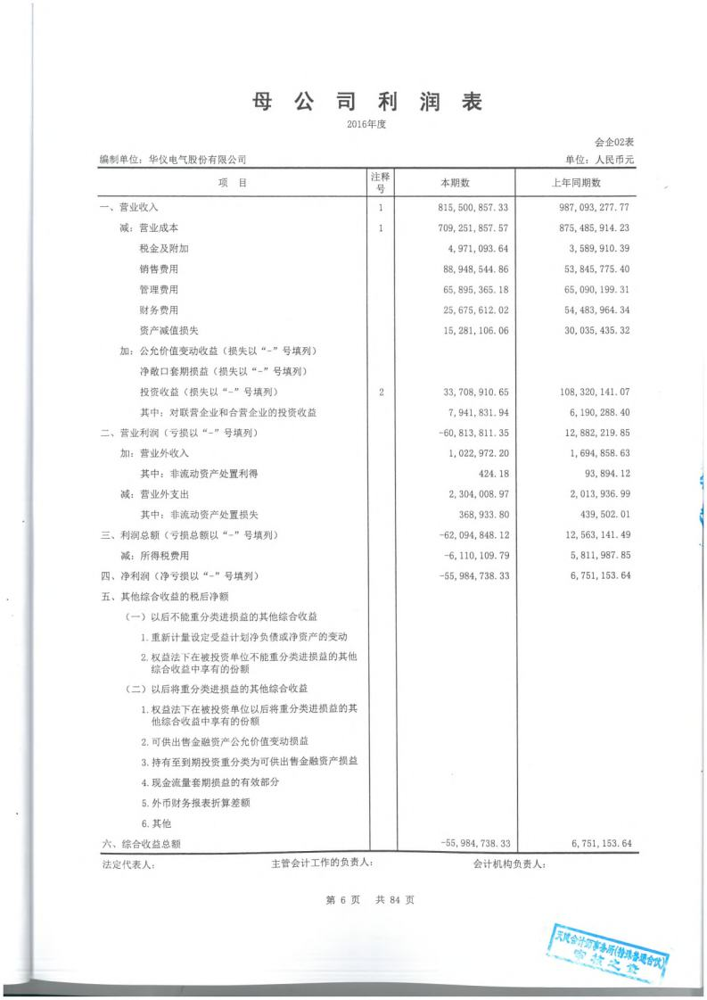 母公司利润表
2016年度
会企02表
编制单位：华仪电气股份有限公司 单位：人民币元
项 目 注释号 本期数 上年同期数
一、营业收入 1 815,500,857.33 987,093,277.77
减：营业成本 1 709,251,857.57 875,485,914.23
税金及附加 4,971,093.64 3,589,910.39
销售费用 88,948,544.86 53,845,775.40
管理费用 65,895,365.18 65,090,199.31
财务费用 25,675,612.02 54,483,964.34
资产减值损失 15,281,106.06 30,035,435.32
加：公允价值变动收益（损失以“-”号填列）
净敞口套期损益（损失以“-”号填列）
投资收益（损失以“-”号填列） 2 33,708,910.65 108,320,141.07
其中：对联营企业和合营企业的投资收益 7,941,831.94 6,190,288.40
二、营业利润（亏损以“-”号填列） -60,813,811.35 12,882,219.85
加：营业外收入 1,022,972.20 1,694,858.63
其中：非流动资产处置利得 424.18 93,894.12
减：营业外支出 2,304,008.97 2,013,936.99
其中：非流动资产处置损失 368,933.80 439,502.01
三、利润总额（亏损总额以“-”号填列） -62,094,848.12 12,563,141.49
减：所得税费用 -6,110,109.79 5,811,987.85
四、净利润（净亏损以“-”号填列） -55,984,738.33 6,751,153.64
五、其他综合收益的税后净额
（一）以后不能重分类进损益的其他综合收益
1.重新计量设定受益计划净负债或净资产的变动
2.权益法下在被投资单位不能重分类进损益的其他
综合收益中享有的份额
（二）以后将重分类进损益的其他综合收益
1.权益法下在被投资单位以后将重分类进损益的其
他综合收益中享有的份额
2.可供出售金融资产公允价值变动损益
3.持有至到期投资重分类为可供出售金融资产损益
4.现金流量套期损益的有效部分
5.外币财务报表折算差额
6.其他
六、综合收益总额 -55,984,738.33 6,751,153.64
法定代表人： 主管会计工作的负责人： 会计机构负责人：
第 6 页 共 84 页
天健会计师事务所(特殊普通合伙)
审核之章